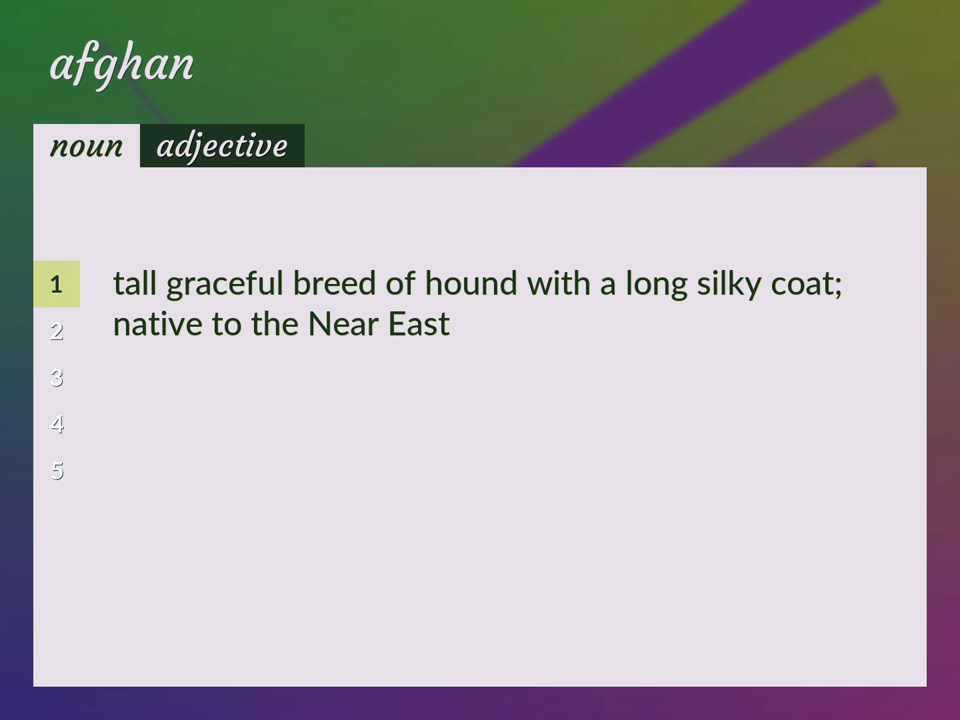 afghan
noun adjective
1 tall graceful breed of hound with a long silky coat;
native to the Near East
2
3
4
5